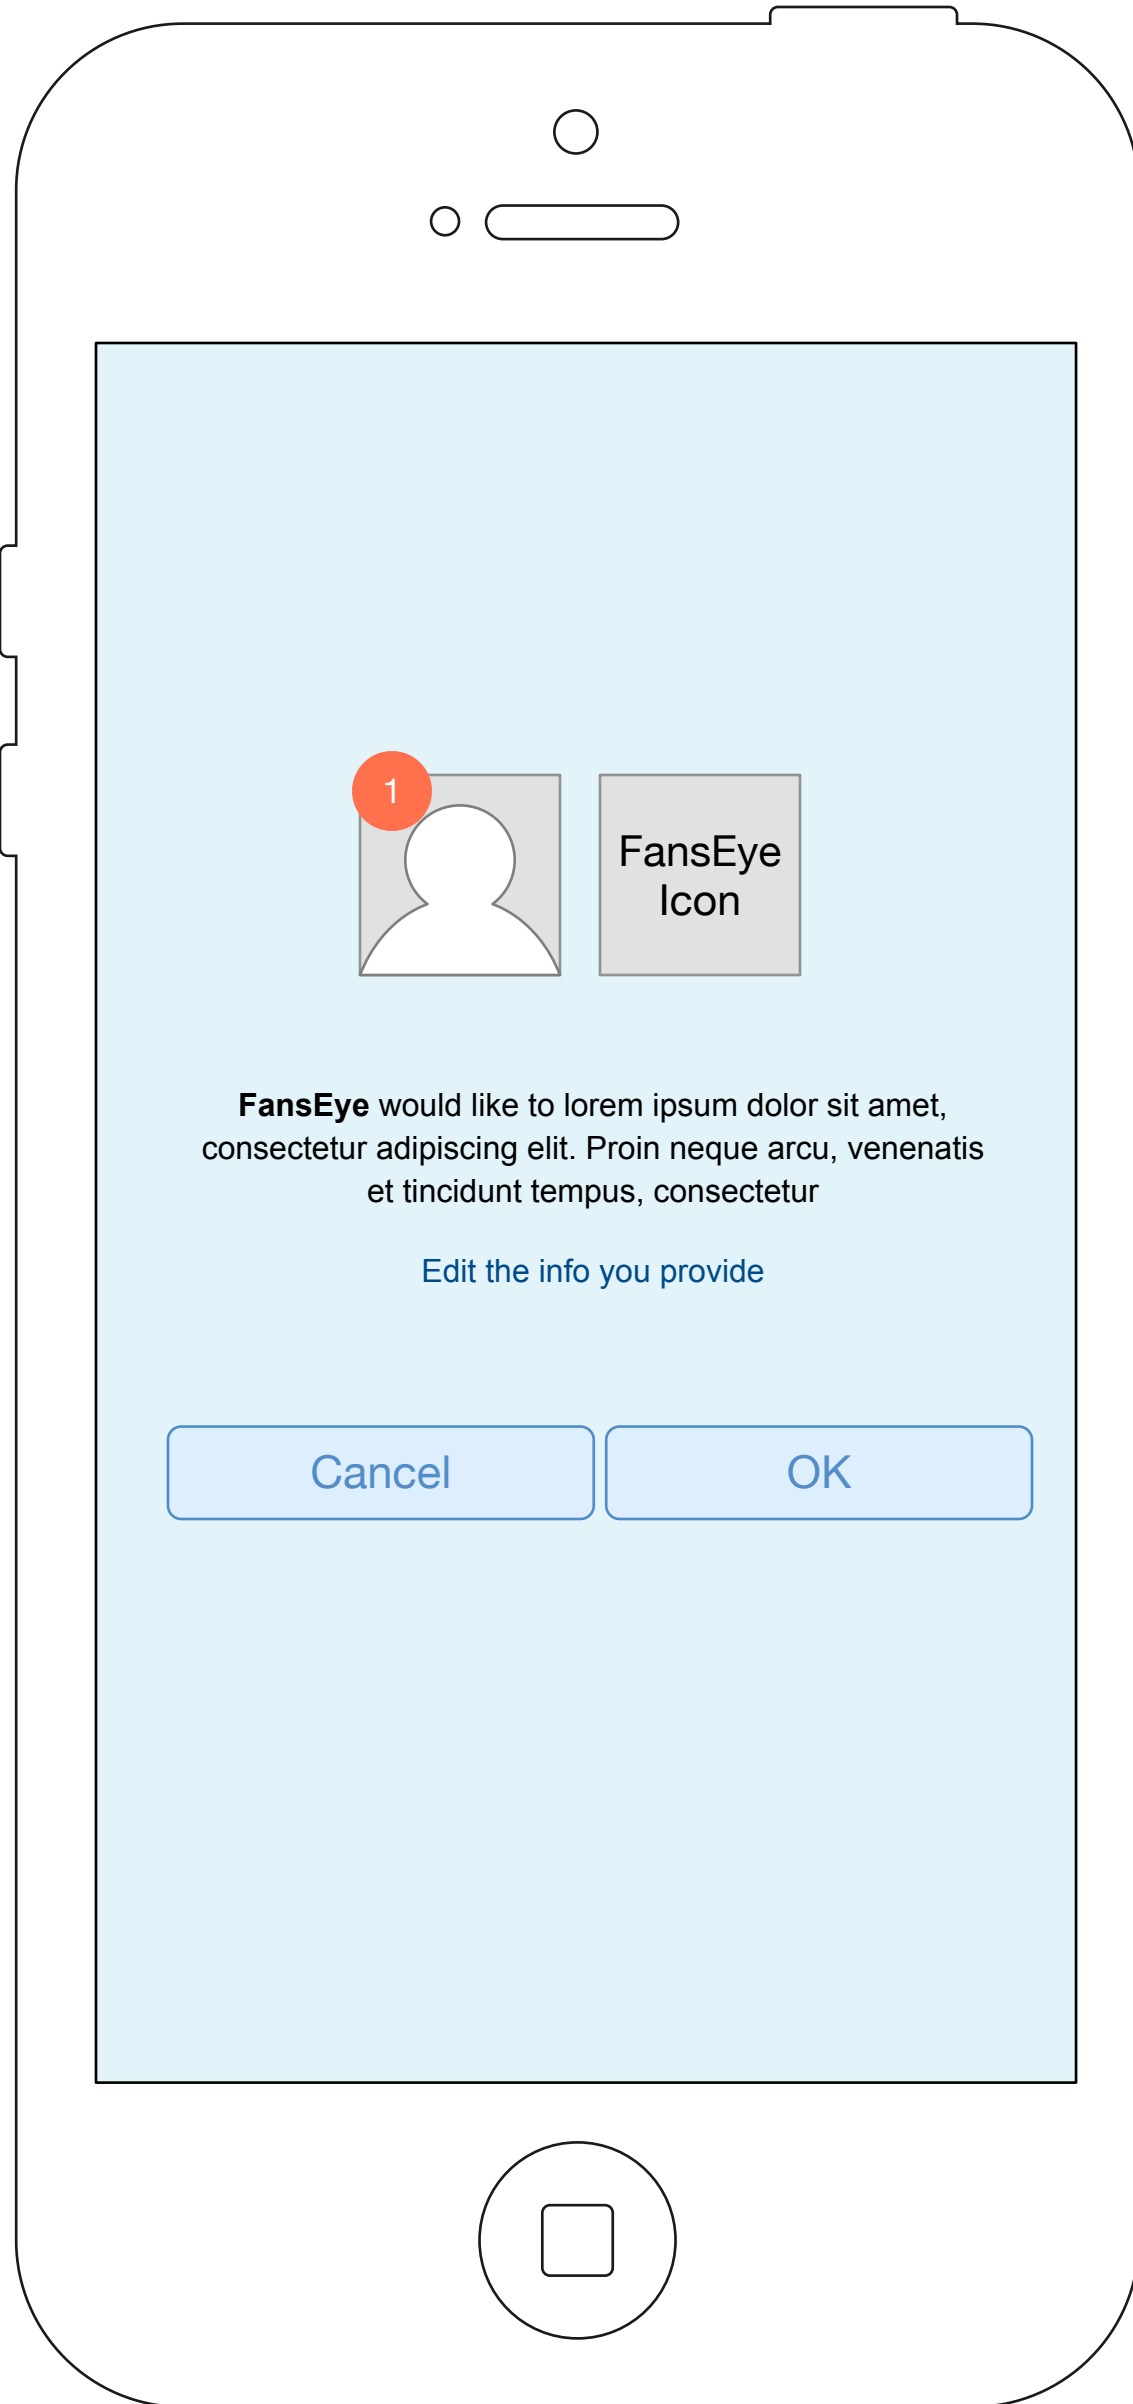 1
FansEye
Icon
FansEye would like to lorem ipsum dolor sit amet,
consectetur adipiscing elit. Proin neque arcu, venenatis
et tincidunt tempus, consectetur
Edit the info you provide
Cancel
OK